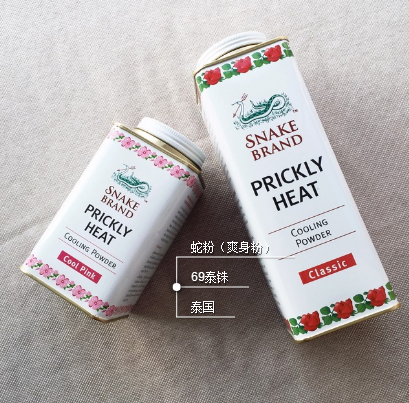 SNAKE
BRAND
PRICKLY
HEAT
COOLING POWDER
Cool Pink
SNAKE
BRAND
™
PRICKLY
HEAT
COOLING
POWDER
Classic
蛇粉（爽身粉）
69泰铢
泰国